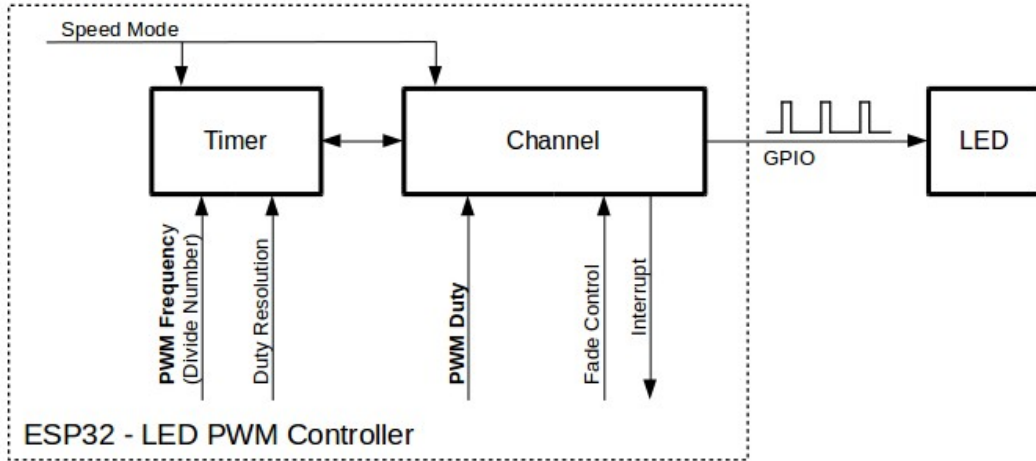 Speed Mode
Timer
Channel
GPIO
LED
PWM Frequency
(Divide Number)
Duty Resolution
PWM Duty
Fade Control
Interrupt
ESP32 - LED PWM Controller